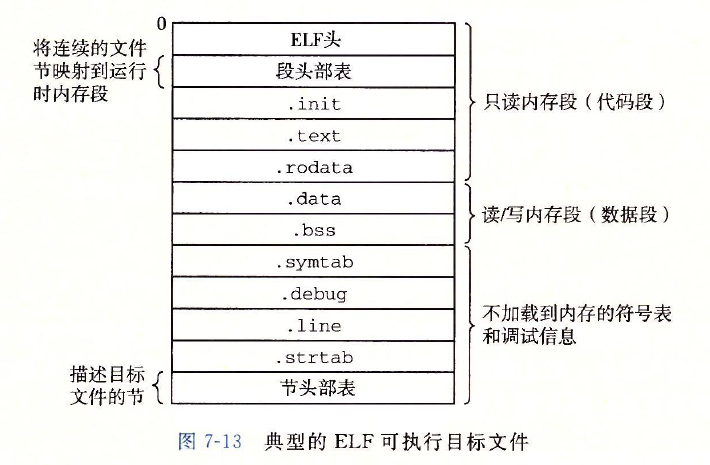 0
ELF头
将连续的文件
节映射到运行
时内存段
段头部表
.init
只读内存段（代码段）
.text
.rodata
.data
读/写内存段（数据段）
.bss
.symtab
.debug
不加载到内存的符号表
和调试信息
.line
.strtab
描述目标
文件的节
节头部表
图 7-13 典型的 ELF 可执行目标文件